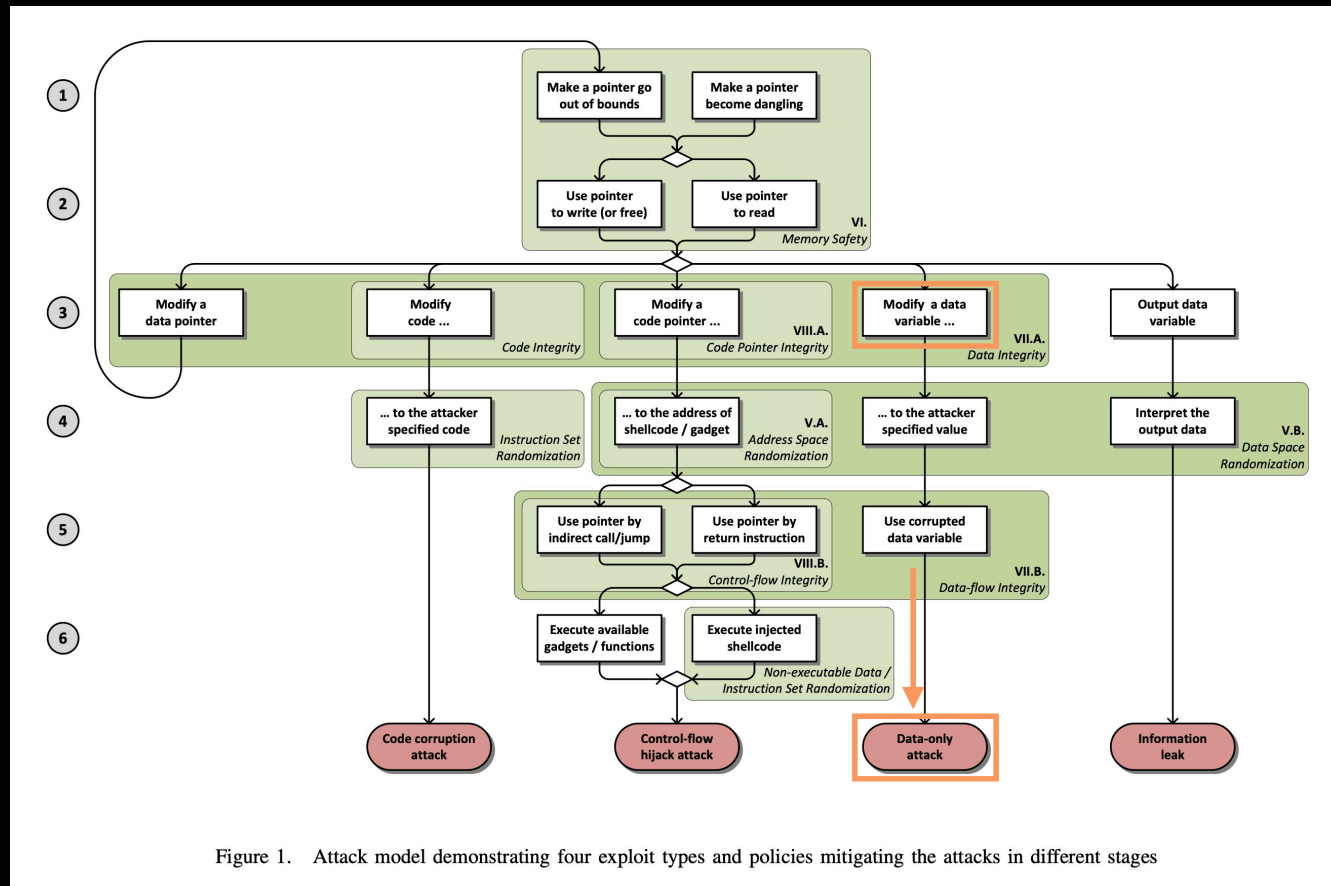 1
Make a pointer go
out of bounds
Make a pointer
become dangling
2
Use pointer
to write (or free)
Use pointer
to read
VI.
Memory Safety
3
Modify a
data pointer
Modify
code ...
Code Integrity
Modify a
code pointer ...
VIII.A.
Code Pointer Integrity
Modify a data
variable ...
VII.A.
Data Integrity
Output data
variable
4
... to the attacker
specified code
Instruction Set
Randomization
... to the address of
shellcode / gadget
V.A.
Address Space
Randomization
... to the attacker
specified value
Interpret the
output data
V.B.
Data Space
Randomization
5
Use pointer by
indirect call/jump
Use pointer by
return instruction
VIII.B.
Control-flow Integrity
Use corrupted
data variable
VII.B.
Data-flow Integrity
6
Execute available
gadgets / functions
Execute injected
shellcode
Non-executable Data /
Instruction Set Randomization
Code corruption
attack
Control-flow
hijack attack
Data-only
attack
Information
leak
Figure 1. Attack model demonstrating four exploit types and policies mitigating the attacks in different stages